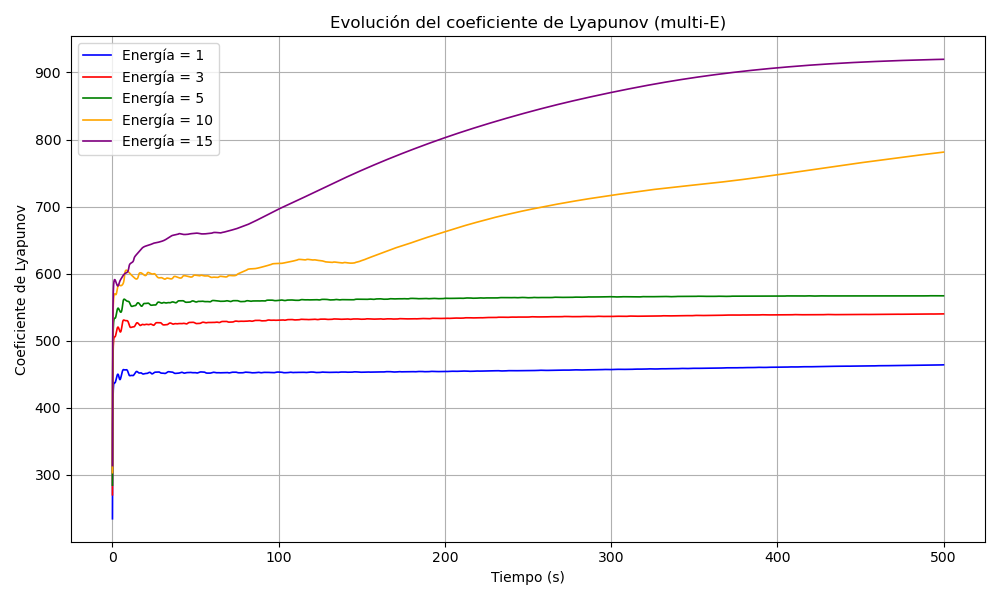 Evolución del coeficiente de Lyapunov (multi-E)
Energía = 1
Energía = 3
Energía = 5
Energía = 10
Energía = 15
Coeficiente de Lyapunov
900
800
700
600
500
400
300
0 100 200 300 400 500
Tiempo (s)